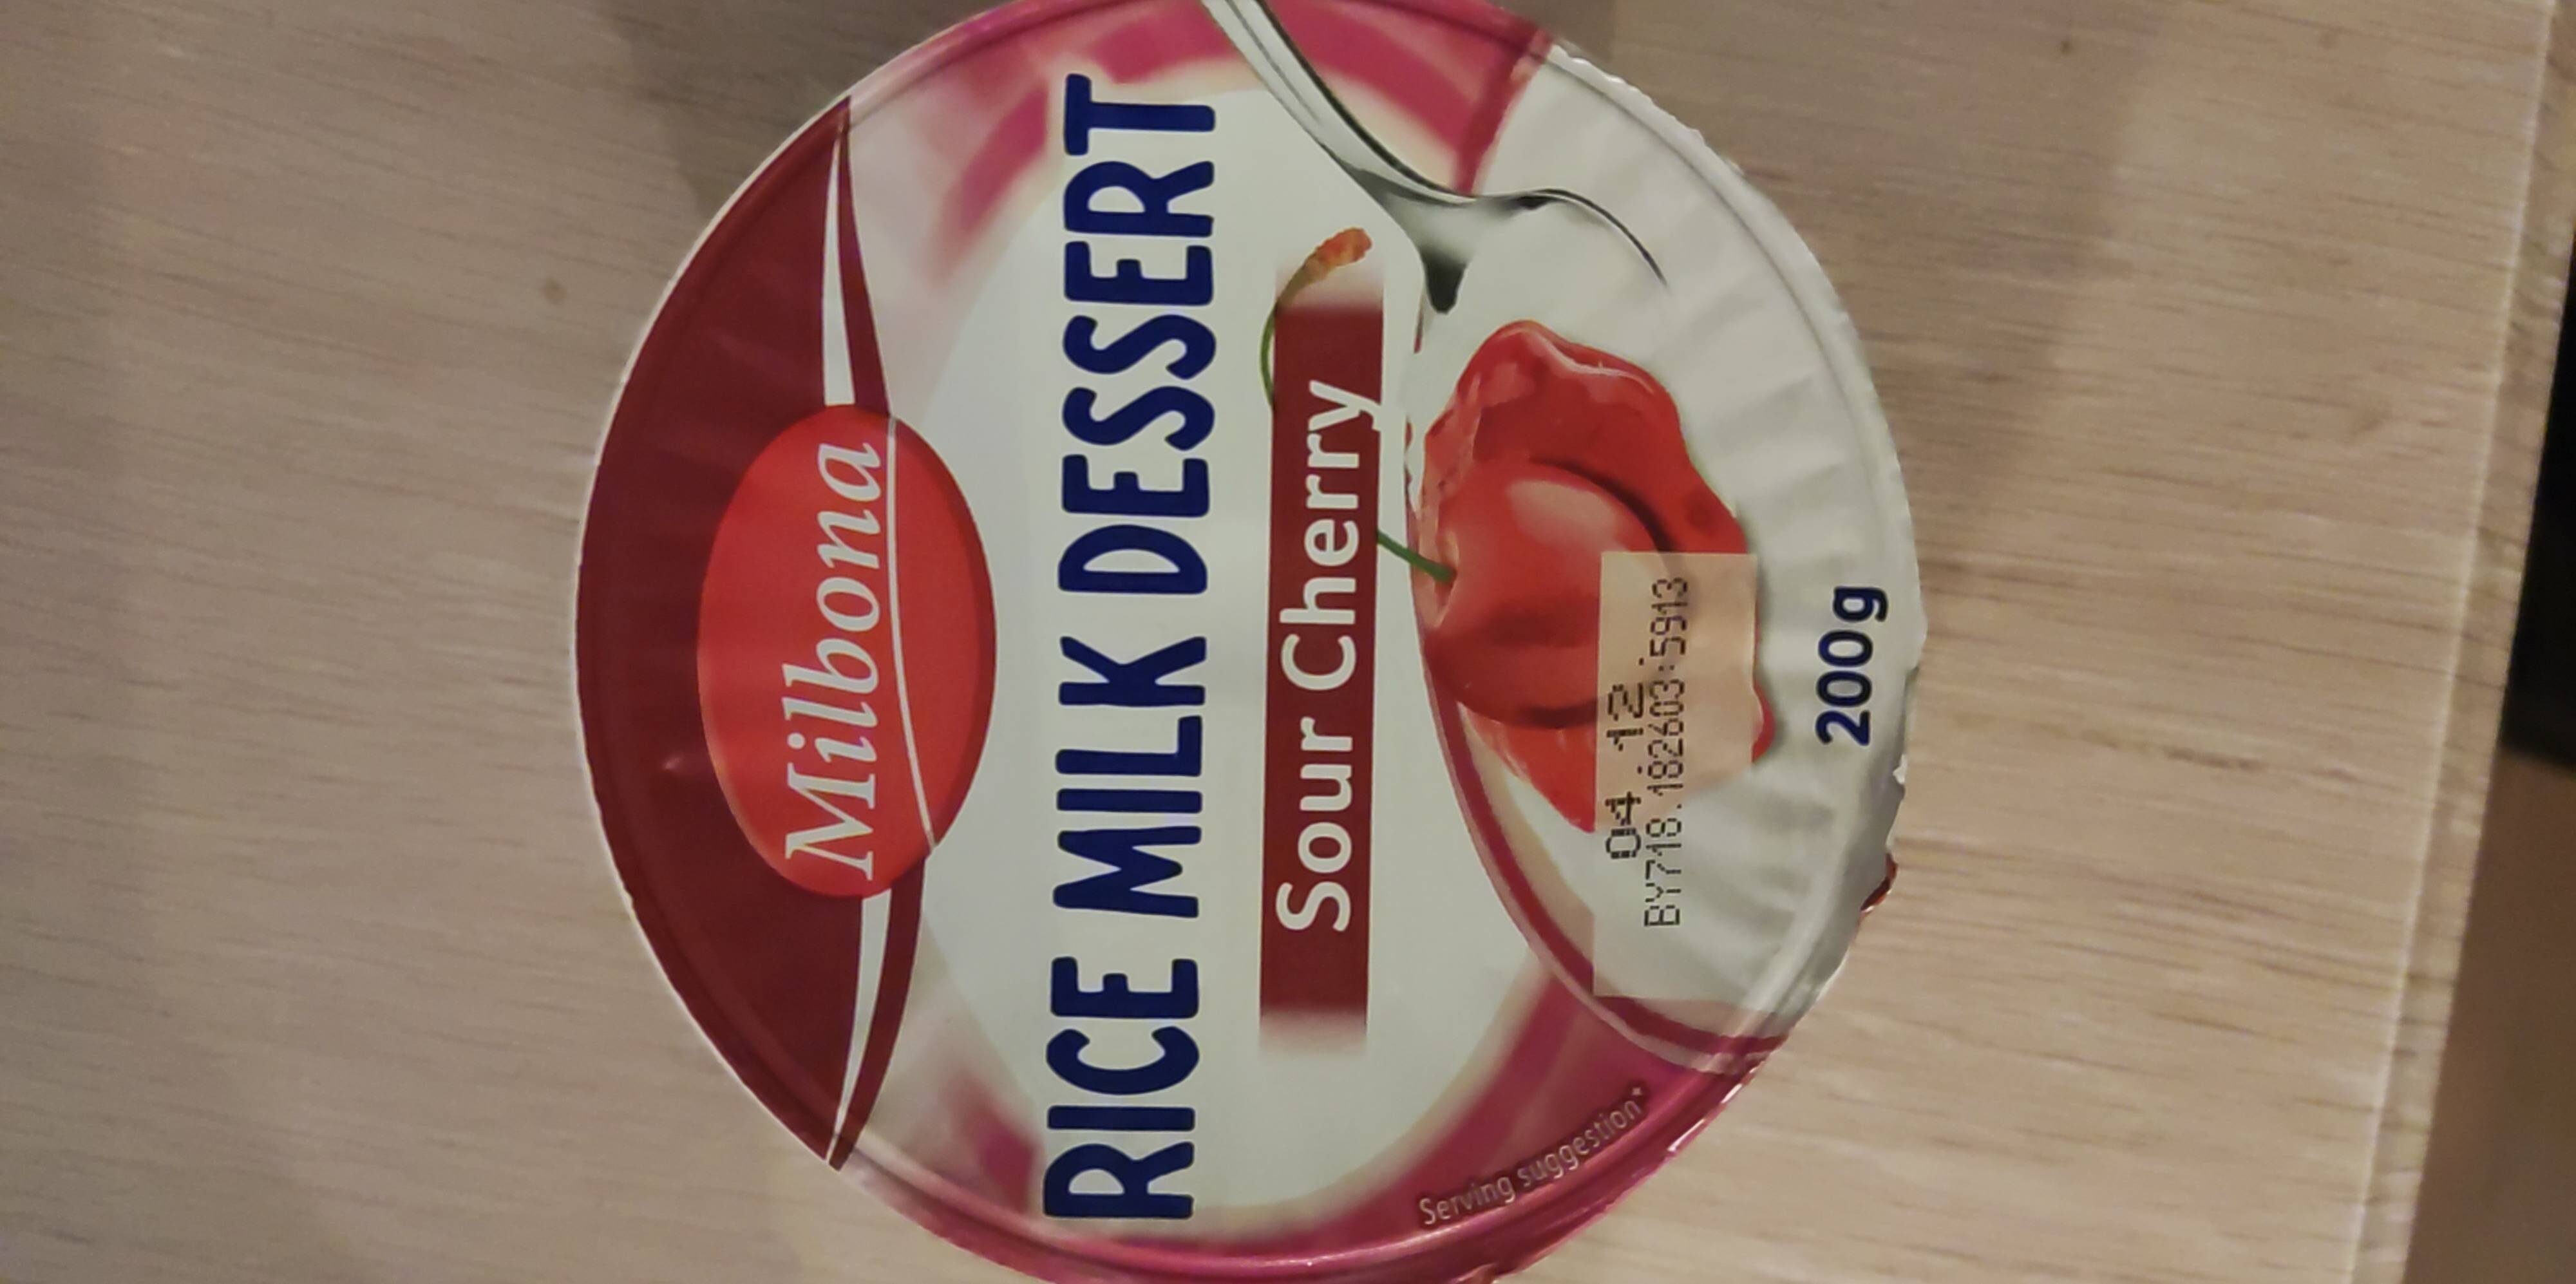 Milbona
RICE MILK DESSERT
Sour Cherry
04.12
BY718.182603:5913
200g
Serving suggestion*